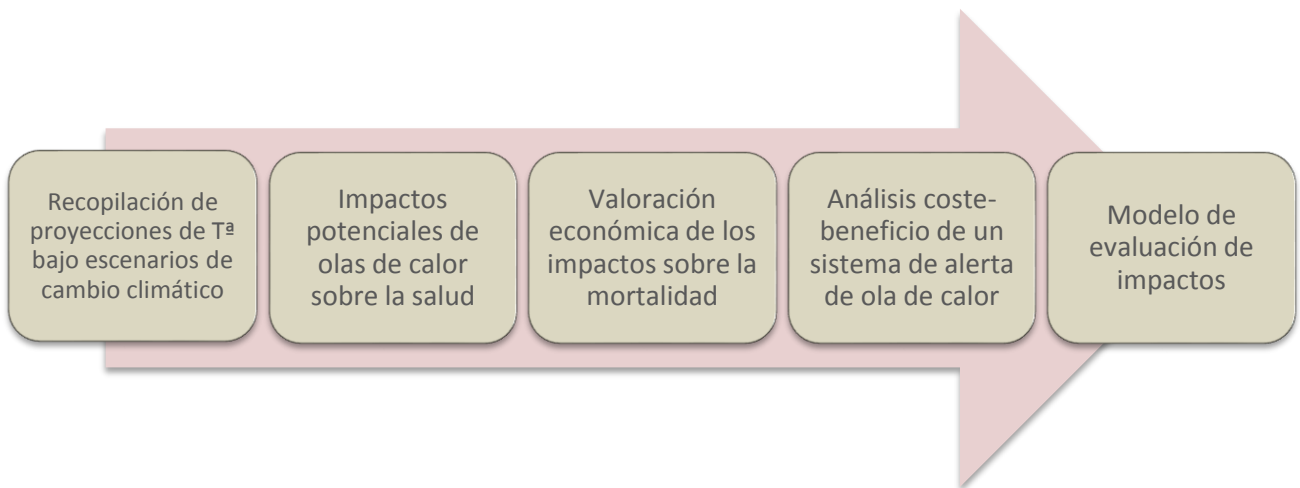 Recopilación de
proyecciones de Tª
bajo escenarios de
cambio climático
Impactos
potenciales de
olas de calor
sobre la salud
Valoración
económica de los
impactos sobre la
mortalidad
Análisis coste-
beneficio de un
sistema de alerta
de ola de calor
Modelo de
evaluación de
impactos